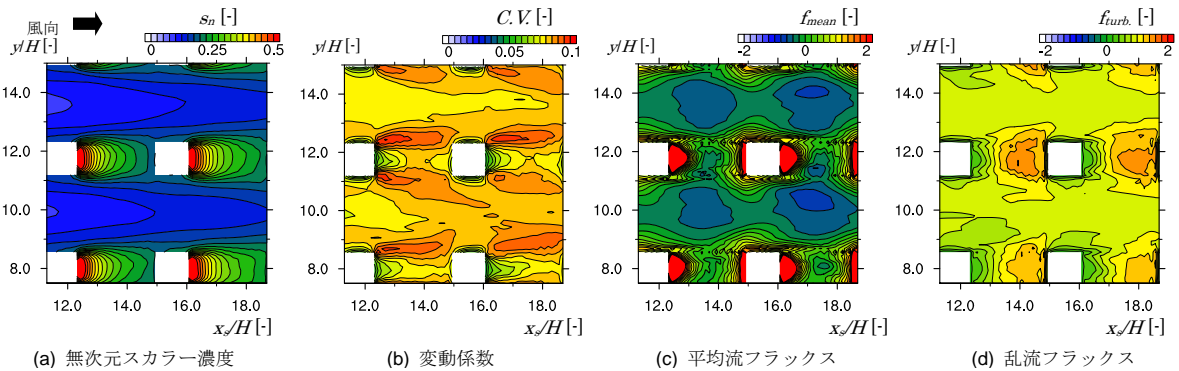 風向
s_n [-]
0 0.25 0.5
y/H [-]
14.0
12.0
10.0
8.0
12.0 14.0 16.0 18.0
x_s/H [-]
(a) 無次元スカラー濃度
C.V. [-]
0 0.05 0.1
y/H [-]
14.0
12.0
10.0
8.0
12.0 14.0 16.0 18.0
x_s/H [-]
(b) 変動係数
f_mean [-]
-2 0 2
y/H [-]
14.0
12.0
10.0
8.0
12.0 14.0 16.0 18.0
x_s/H [-]
(c) 平均流フラックス
f_turb. [-]
-2 0 2
y/H [-]
14.0
12.0
10.0
8.0
12.0 14.0 16.0 18.0
x_s/H [-]
(d) 乱流フラックス